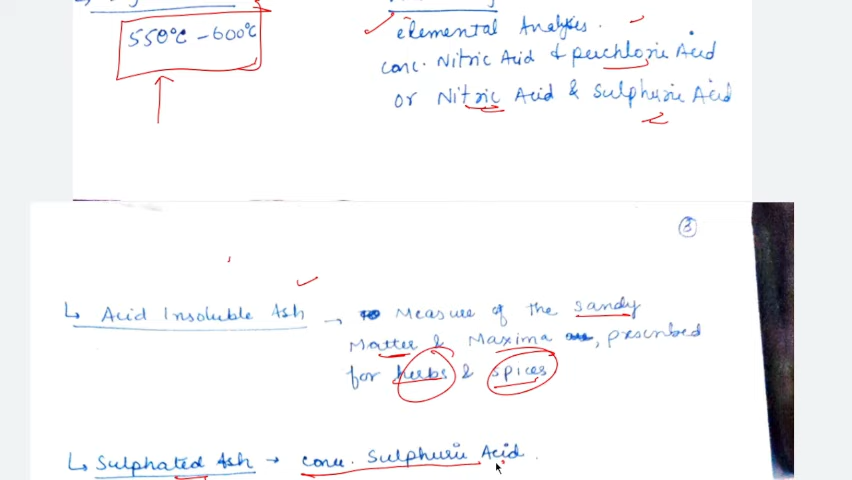 550°C - 600°C
elemental Analysis.
conc. Nitric Acid & perchloric Acid
or Nitric Acid & Sulphuric Acid
3
↳ Acid Insoluble Ash → Measure of the sandy
Matter & Maxima, prescribed
for herbs & spices
↳ Sulphated Ash → conc. Sulphuric Acid.